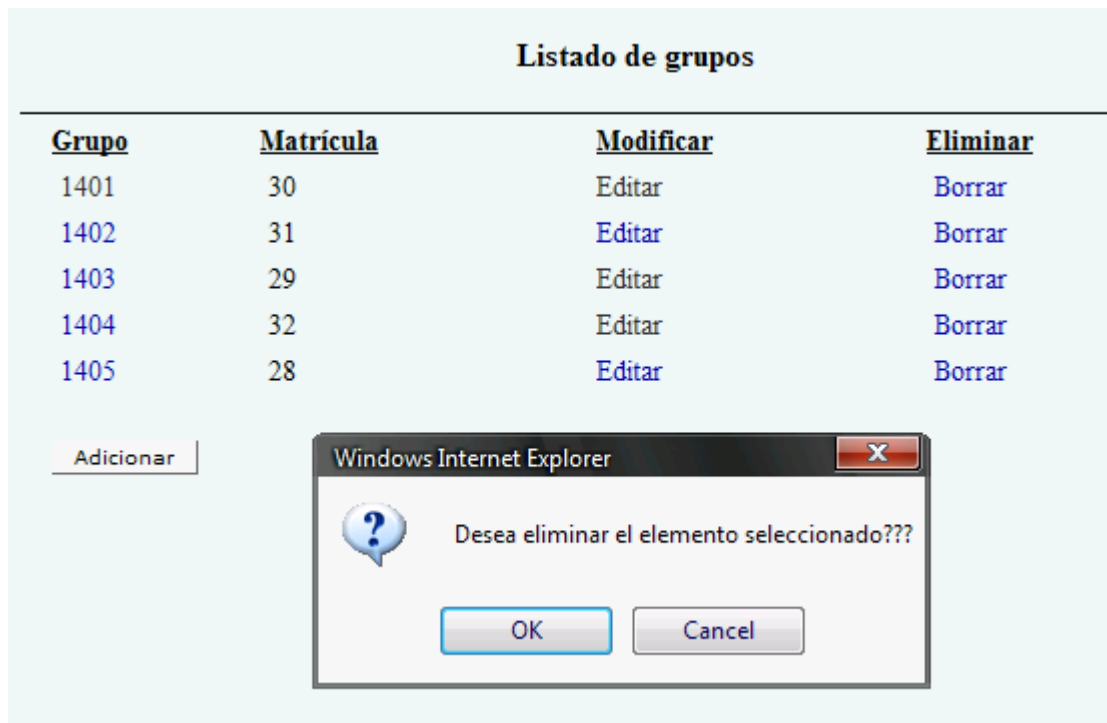 Listado de grupos
Grupo Matrícula Modificar Eliminar
1401 30 Editar Borrar
1402 31 Editar Borrar
1403 29 Editar Borrar
1404 32 Editar Borrar
1405 28 Editar Borrar
Adicionar
Windows Internet Explorer
Desea eliminar el elemento seleccionado???
OK Cancel